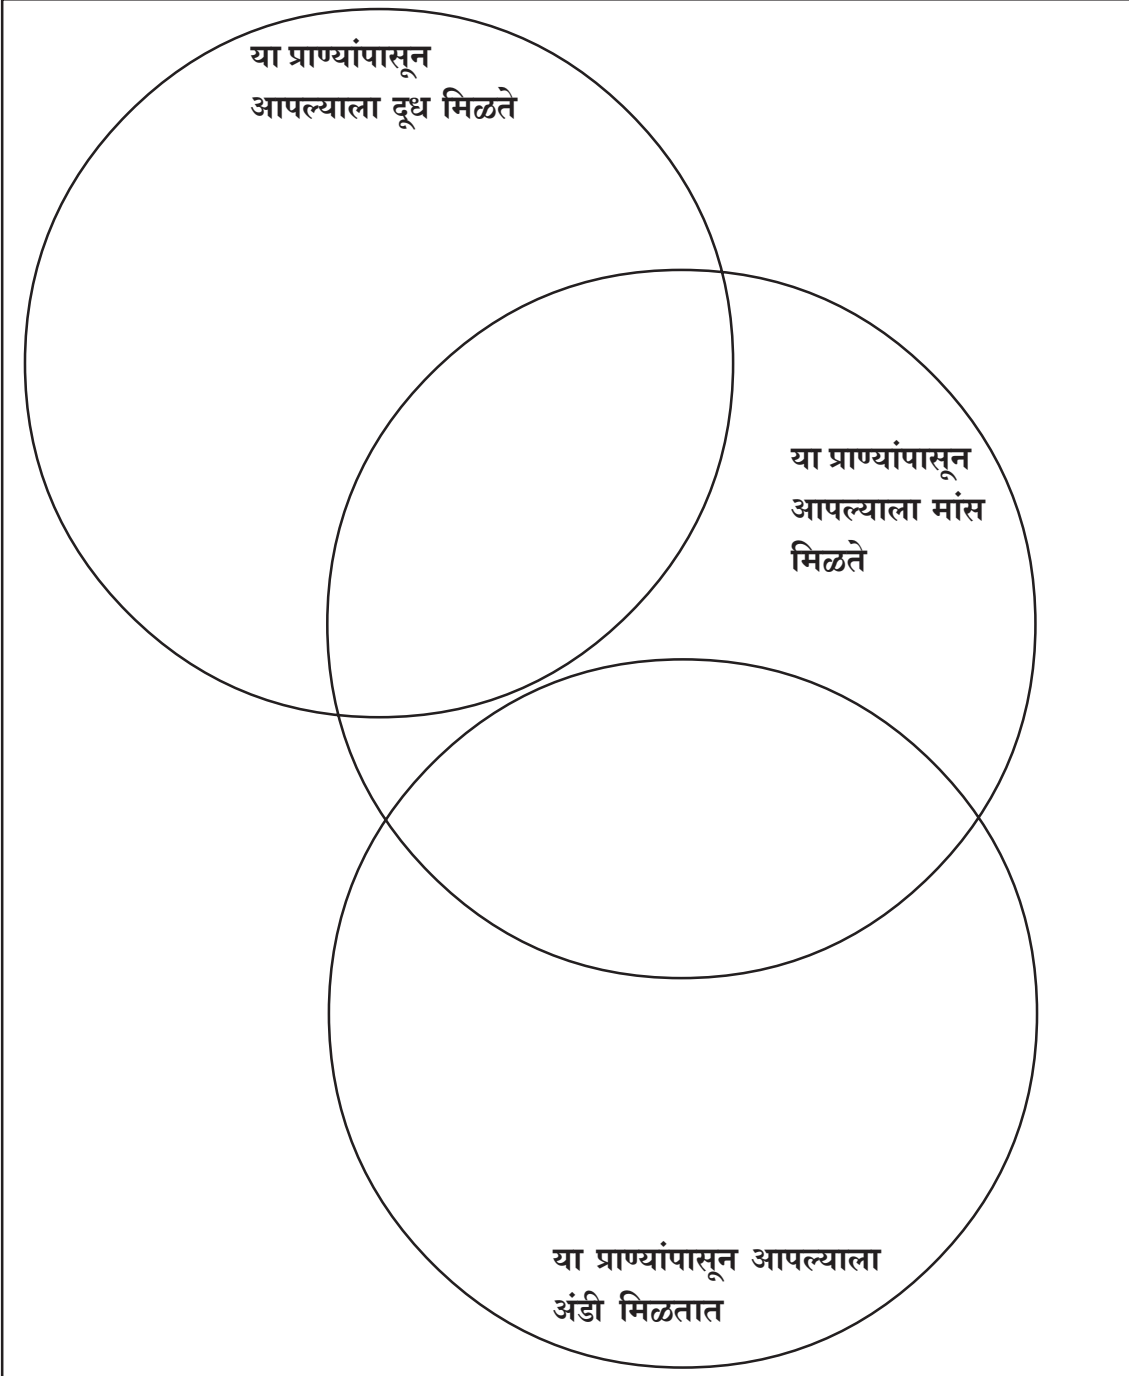 या प्राण्यांपासून
आपल्याला दूध मिळते
या प्राण्यांपासून
आपल्याला मांस
मिळते
या प्राण्यांपासून आपल्याला
अंडी मिळतात